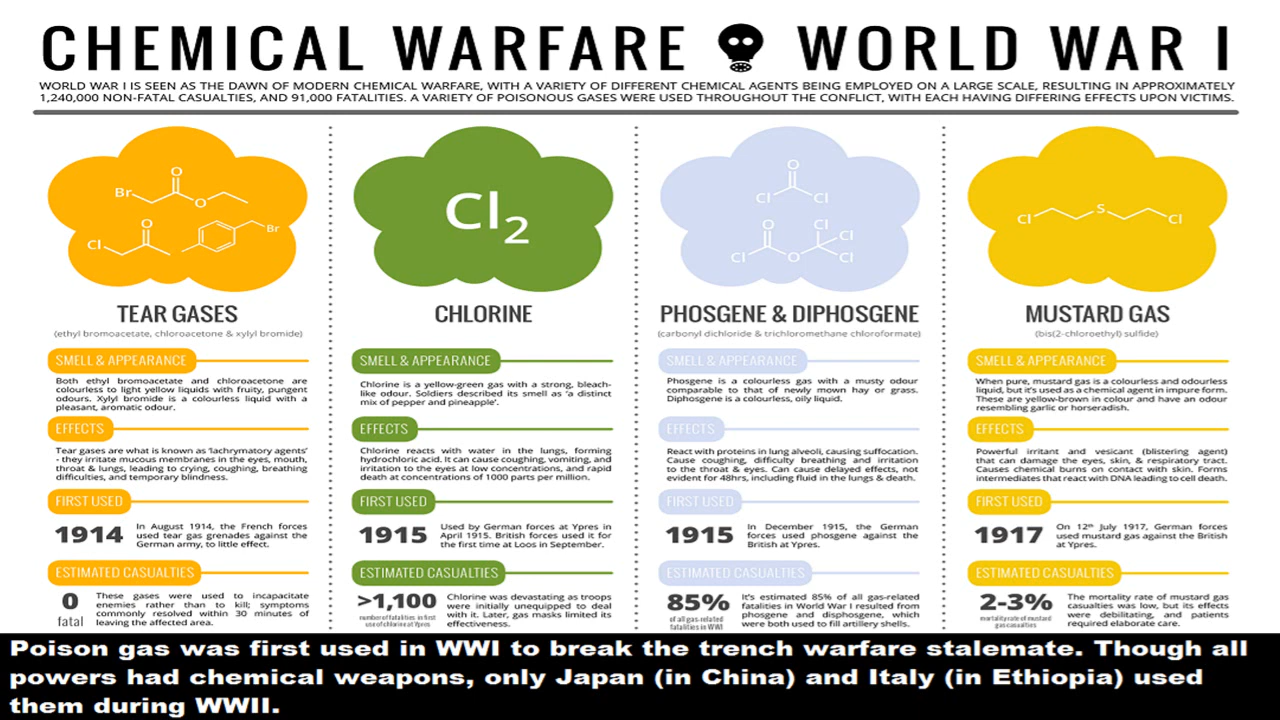 CHEMICAL WARFARE WORLD WAR I
WORLD WAR I IS SEEN AS THE DAWN OF MODERN CHEMICAL WARFARE, WITH A VARIETY OF DIFFERENT CHEMICAL AGENTS BEING EMPLOYED ON A LARGE SCALE, RESULTING IN APPROXIMATELY
1,240,000 NON-FATAL CASUALTIES, AND 91,000 FATALITIES. A VARIETY OF POISONOUS GASES WERE USED THROUGHOUT THE CONFLICT, WITH EACH HAVING DIFFERING EFFECTS UPON VICTIMS.
Br O O
Cl O Br
TEAR GASES
(ethyl bromoacetate, chloroacetone & xylyl bromide)
SMELL & APPEARANCE
Both ethyl bromoacetate and chloroacetone are
colourless to light yellow liquids with fruity, pungent
odours. Xylyl bromide is a colourless liquid with a
pleasant, aromatic odour.
EFFECTS
Tear gases are what is known as 'lachrymatory agents'
- they irritate mucous membranes in the eyes, mouth,
throat & lungs, leading to crying, coughing, breathing
difficulties, and temporary blindness.
FIRST USED
1914
In August 1914, the French forces
used tear gas grenades against the
German army, to little effect.
ESTIMATED CASUALTIES
0
fatal
These gases were used to incapacitate
enemies rather than to kill; symptoms
commonly resolved within 30 minutes of
leaving the affected area.
Cl2
CHLORINE
SMELL & APPEARANCE
Chlorine is a yellow-green gas with a strong, bleach-
like odour. Soldiers described its smell as 'a distinct
mix of pepper and pineapple'.
EFFECTS
Chlorine reacts with water in the lungs, forming
hydrochloric acid. It can cause coughing, vomiting, and
irritation to the eyes at low concentrations, and rapid
death at concentrations of 1000 parts per million.
FIRST USED
1915
Used by German forces at Ypres in
April 1915. British forces used it for
the first time at Loos in September.
ESTIMATED CASUALTIES
>1,100
number of fatalities in first
use of chlorine at Ypres
Chlorine was devastating as troops
were initially unequipped to deal
with it. Later, gas masks limited its
effectiveness.
O
Cl Cl
O Cl Cl
Cl O Cl
PHOSGENE & DIPHOSGENE
(carbonyl dichloride & trichloromethane chloroformate)
SMELL & APPEARANCE
Phosgene is a colourless gas with a musty odour
comparable to that of newly mown hay or grass.
Diphosgene is a colourless, oily liquid.
EFFECTS
React with proteins in lung alveoli, causing suffocation.
Cause coughing, difficulty breathing and irritation
to the throat & eyes. Can cause delayed effects, not
evident for 48hrs, including fluid in the lungs & death.
FIRST USED
1915
In December 1915, the German
forces used phosgene against the
British at Ypres.
ESTIMATED CASUALTIES
85%
of all gas-related
fatalities in WWI
It's estimated 85% of all gas-related
fatalities in World War I resulted from
phosgene and diphosgene, which
were both used to fill artillery shells.
Cl S Cl
MUSTARD GAS
(bis(2-chloroethyl) sulfide)
SMELL & APPEARANCE
When pure, mustard gas is a colourless and odourless
liquid, but it's used as a chemical agent in impure form.
These are yellow-brown in colour and have an odour
resembling garlic or horseradish.
EFFECTS
Powerful irritant and vesicant (blistering agent)
that can damage the eyes, skin, & respiratory tract.
Causes chemical burns on contact with skin. Forms
intermediates that react with DNA leading to cell death.
FIRST USED
1917
On 12th July 1917, German forces
used mustard gas against the British
at Ypres.
ESTIMATED CASUALTIES
2-3%
mortality rate of mustard
gas casualties
The mortality rate of mustard gas
casualties was low, but its effects
were debilitating, and patients
required elaborate care.
Poison gas was first used in WWI to break the trench warfare stalemate. Though all
powers had chemical weapons, only Japan (in China) and Italy (in Ethiopia) used
them during WWII.